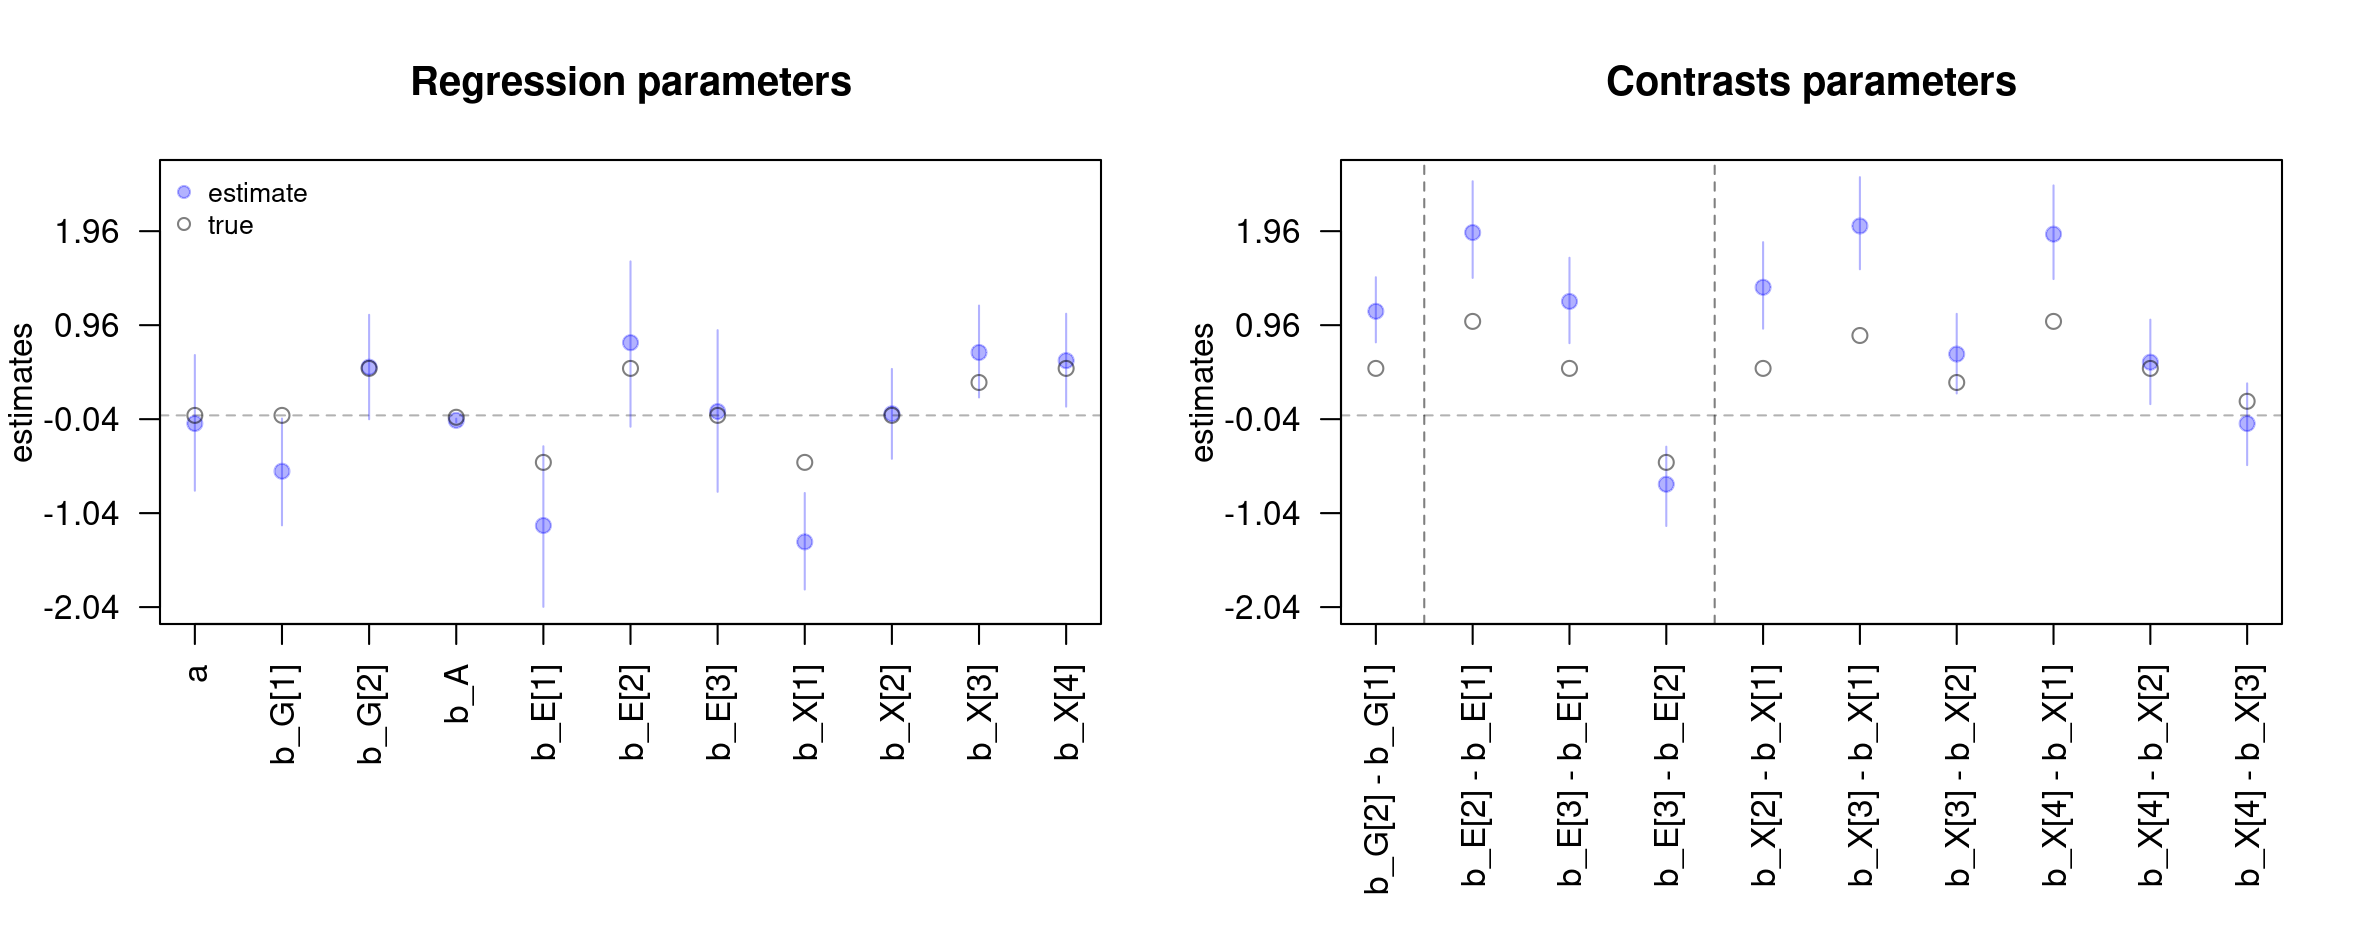 Regression parameters
estimates
1.96
0.96
-0.04
-1.04
-2.04
estimate
true
a
b_G[1]
b_G[2]
b_A
b_E[1]
b_E[2]
b_E[3]
b_X[1]
b_X[2]
b_X[3]
b_X[4]
Contrasts parameters
estimates
1.96
0.96
-0.04
-1.04
-2.04
b_G[2] - b_G[1]
b_E[2] - b_E[1]
b_E[3] - b_E[1]
b_E[3] - b_E[2]
b_X[2] - b_X[1]
b_X[3] - b_X[1]
b_X[3] - b_X[2]
b_X[4] - b_X[1]
b_X[4] - b_X[2]
b_X[4] - b_X[3]